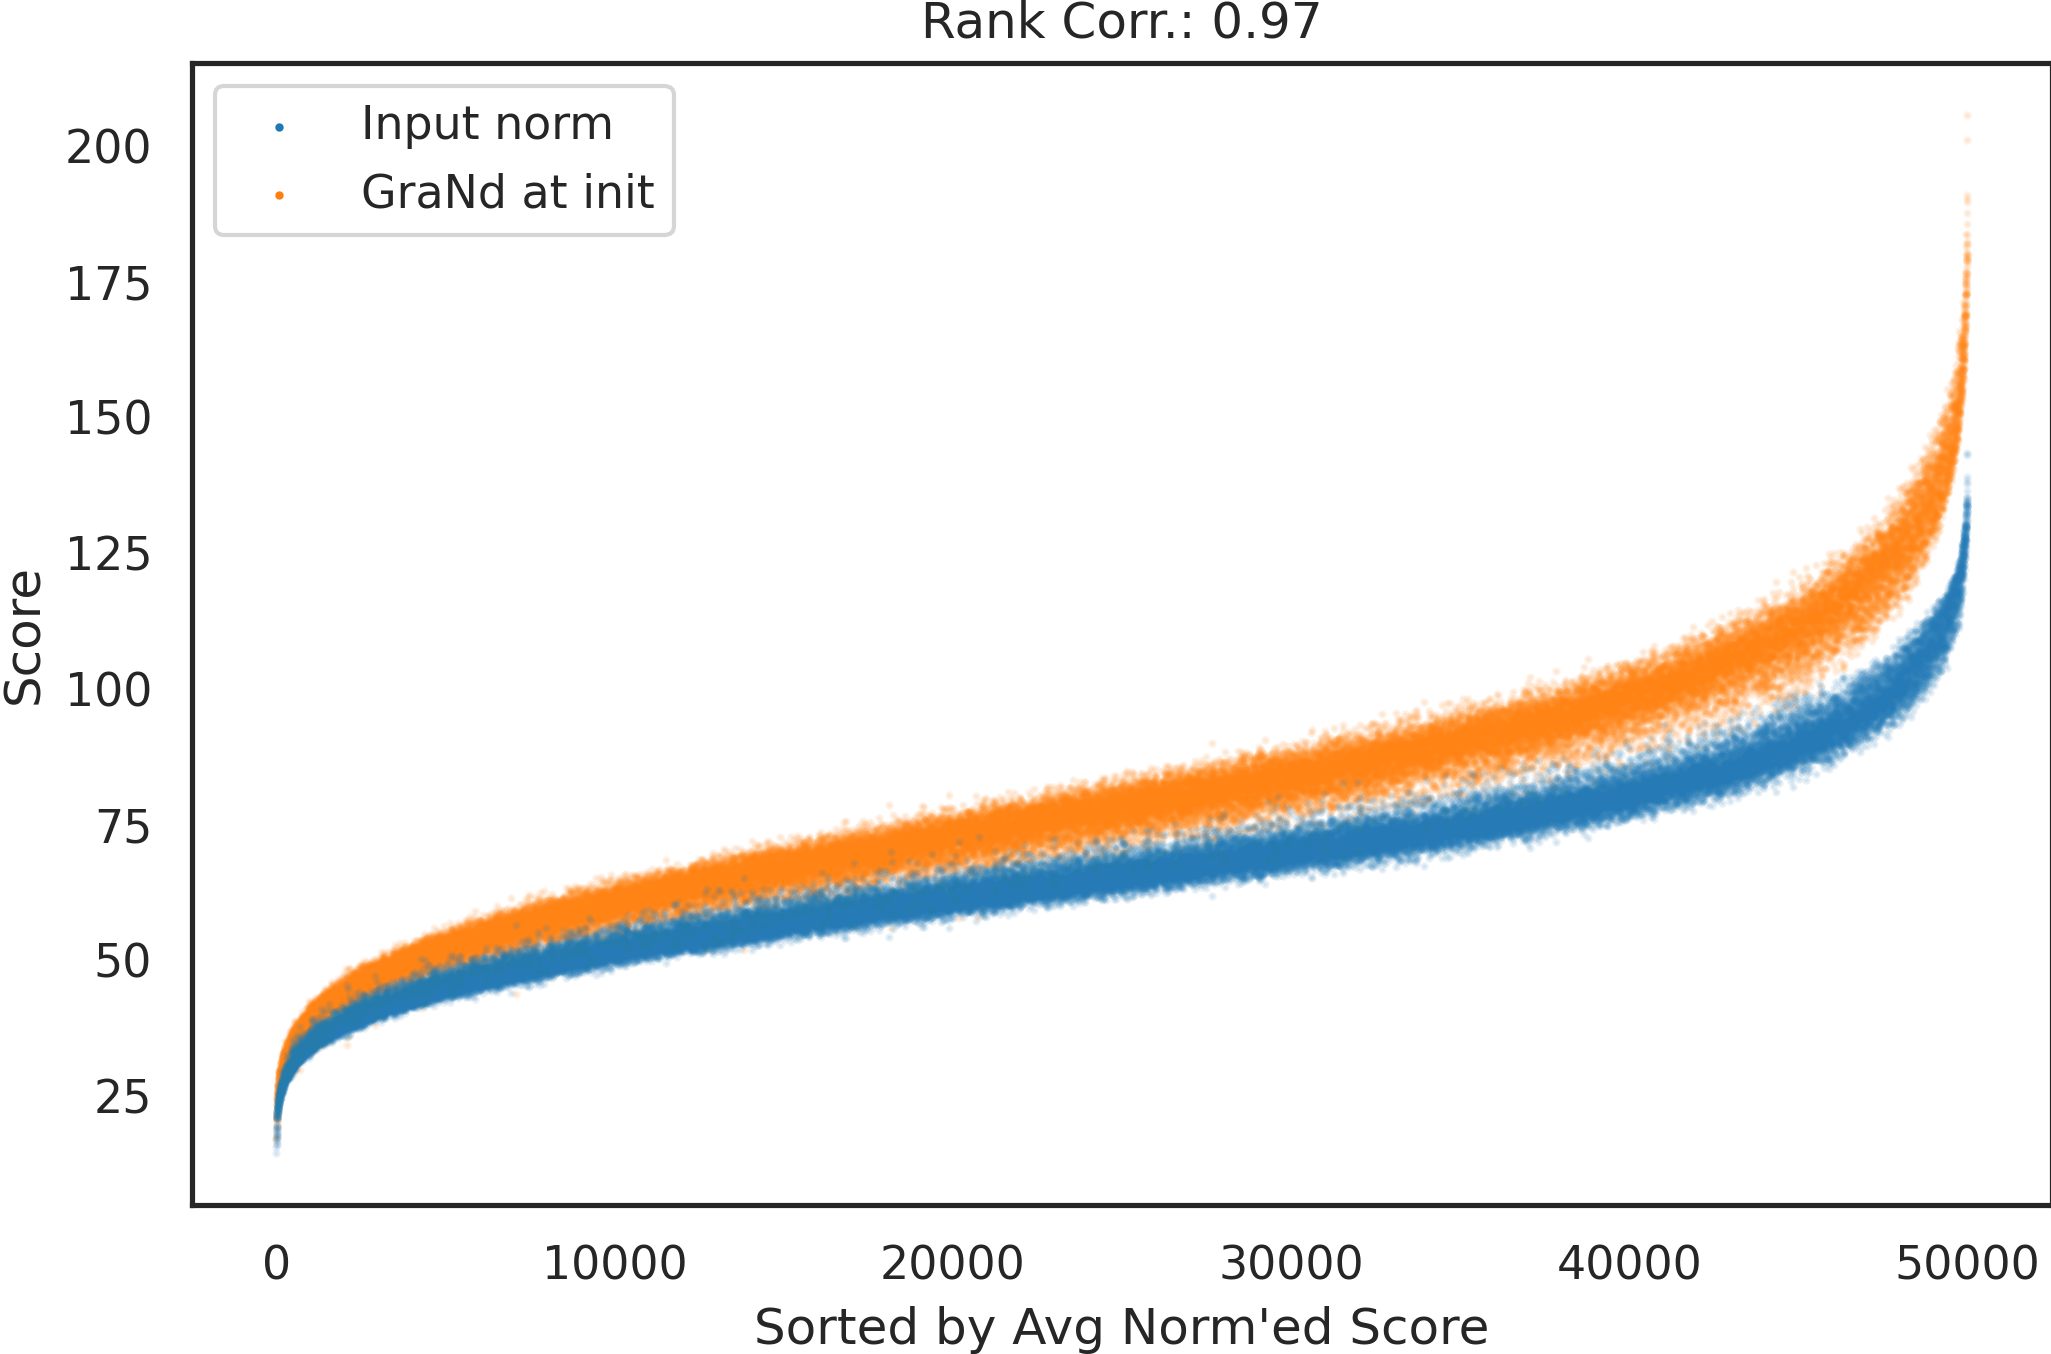 Rank Corr.: 0.97
Input norm
GraNd at init
200
175
150
125
100
75
50
25
Score
0 10000 20000 30000 40000 50000
Sorted by Avg Norm'ed Score